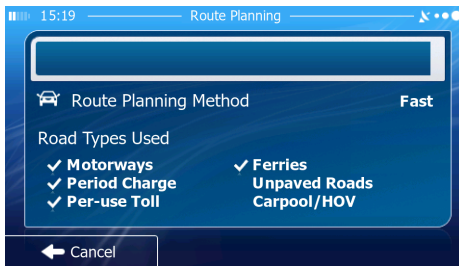 15:19 Route Planning
Route Planning Method Fast
Road Types Used
Motorways Ferries
Period Charge Unpaved Roads
Per-use Toll Carpool/HOV
Cancel